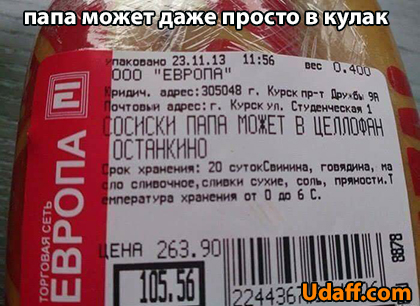 папа может даже просто в кулак
упаковано 23.11.13 11:56 вес 0.400
ООО "ЕВРОПА"
Юридич. адрес:305048 г. Курск пр-т Дружбы 9А
Почтовый адрес: г. Курск ул. Студенческая 1
СОСИСКИ ПАПА МОЖЕТ В ЦЕЛЛОФАН
ОСТАНКИНО
Срок хранения: 20 сутокСвинина, говядина, ма
сло сливочное,сливки сухие, соль, пряности.Т
емпература хранения от 0 до 6 С.
ЦЕНА 263.90
105.56
2244367
8878
ТОРГОВАЯ СЕТЬ
ЕВРОПА
Udaff.com